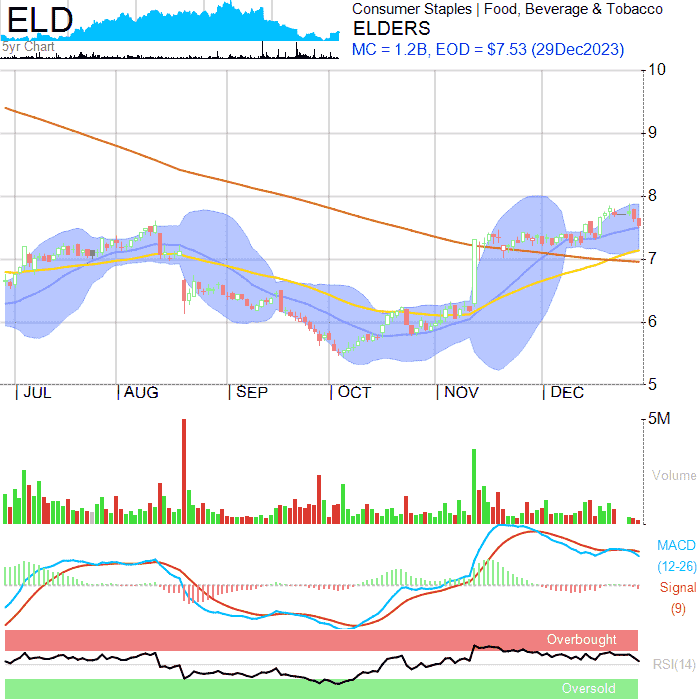 ELD
5yr Chart
Consumer Staples | Food, Beverage & Tobacco
ELDERS
MC = 1.2B, EOD = $7.53 (29Dec2023)
10
9
8
7
6
5
| JUL | AUG | SEP | OCT | NOV | DEC
5M
Volume
MACD
(12-26)
Signal
(9)
Overbought
RSI(14)
Oversold